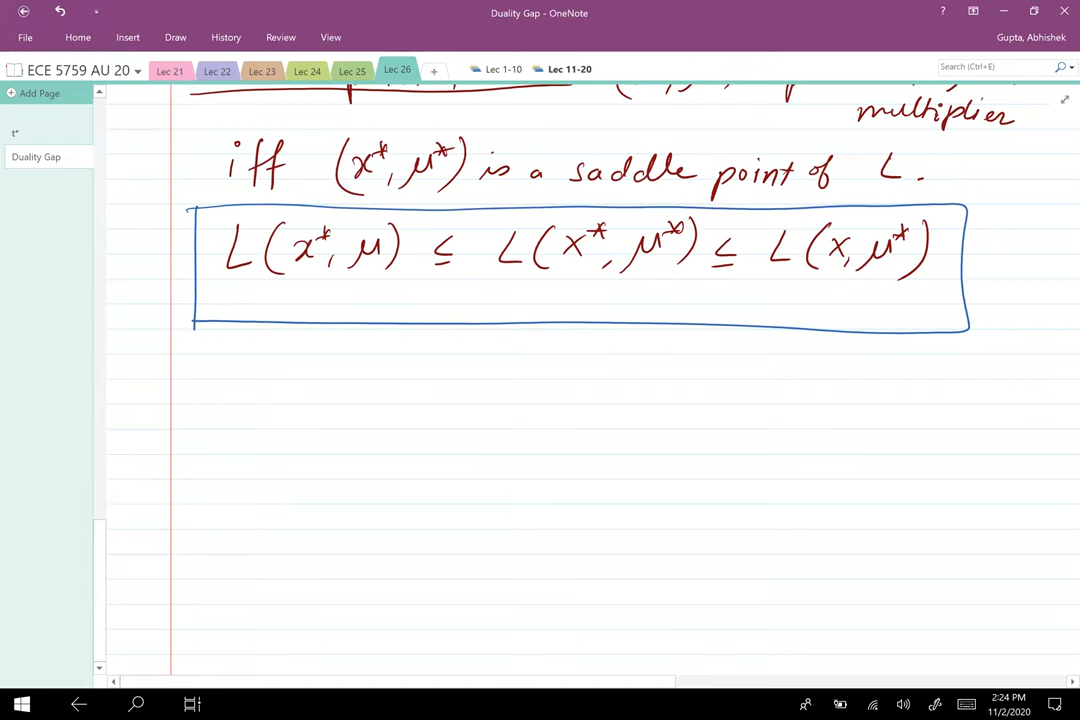 Duality Gap - OneNote
?
Gupta, Abhishek
File Home Insert Draw History Review View
ECE 5759 AU 20
Lec 21 Lec 22 Lec 23 Lec 24 Lec 25 Lec 26 +
Lec 1-10 Lec 11-20
Search (Ctrl+E)
Add Page
t*
Duality Gap
multiplier
iff (x*, μ*) is a saddle point of L.
L(x*, μ) ≤ L(x*, μ*) ≤ L(x, μ*)
2:24 PM
11/2/2020